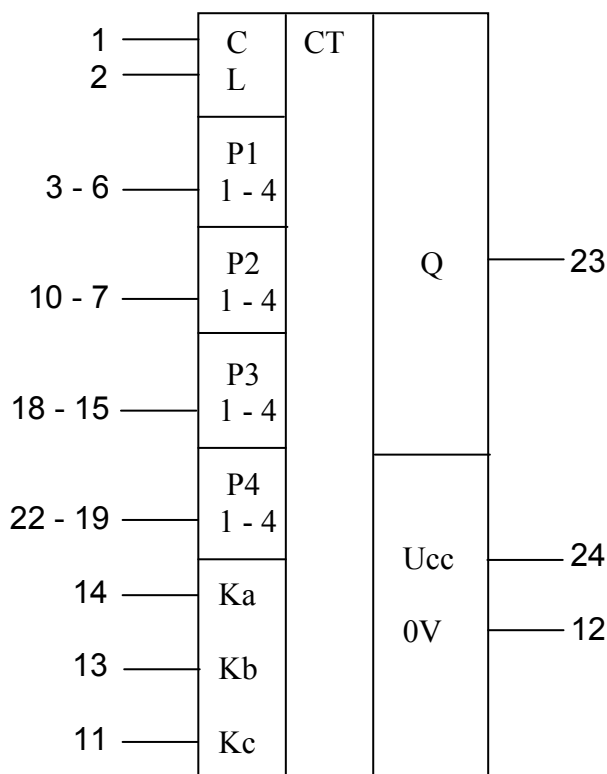 1 C CT
2 L
P1
3 - 6 1 - 4
P2
Q 23
10 - 7 1 - 4
P3
18 - 15 1 - 4
P4
22 - 19 1 - 4
Ucc 24
14 Ka
0V 12
13 Kb
11 Kc